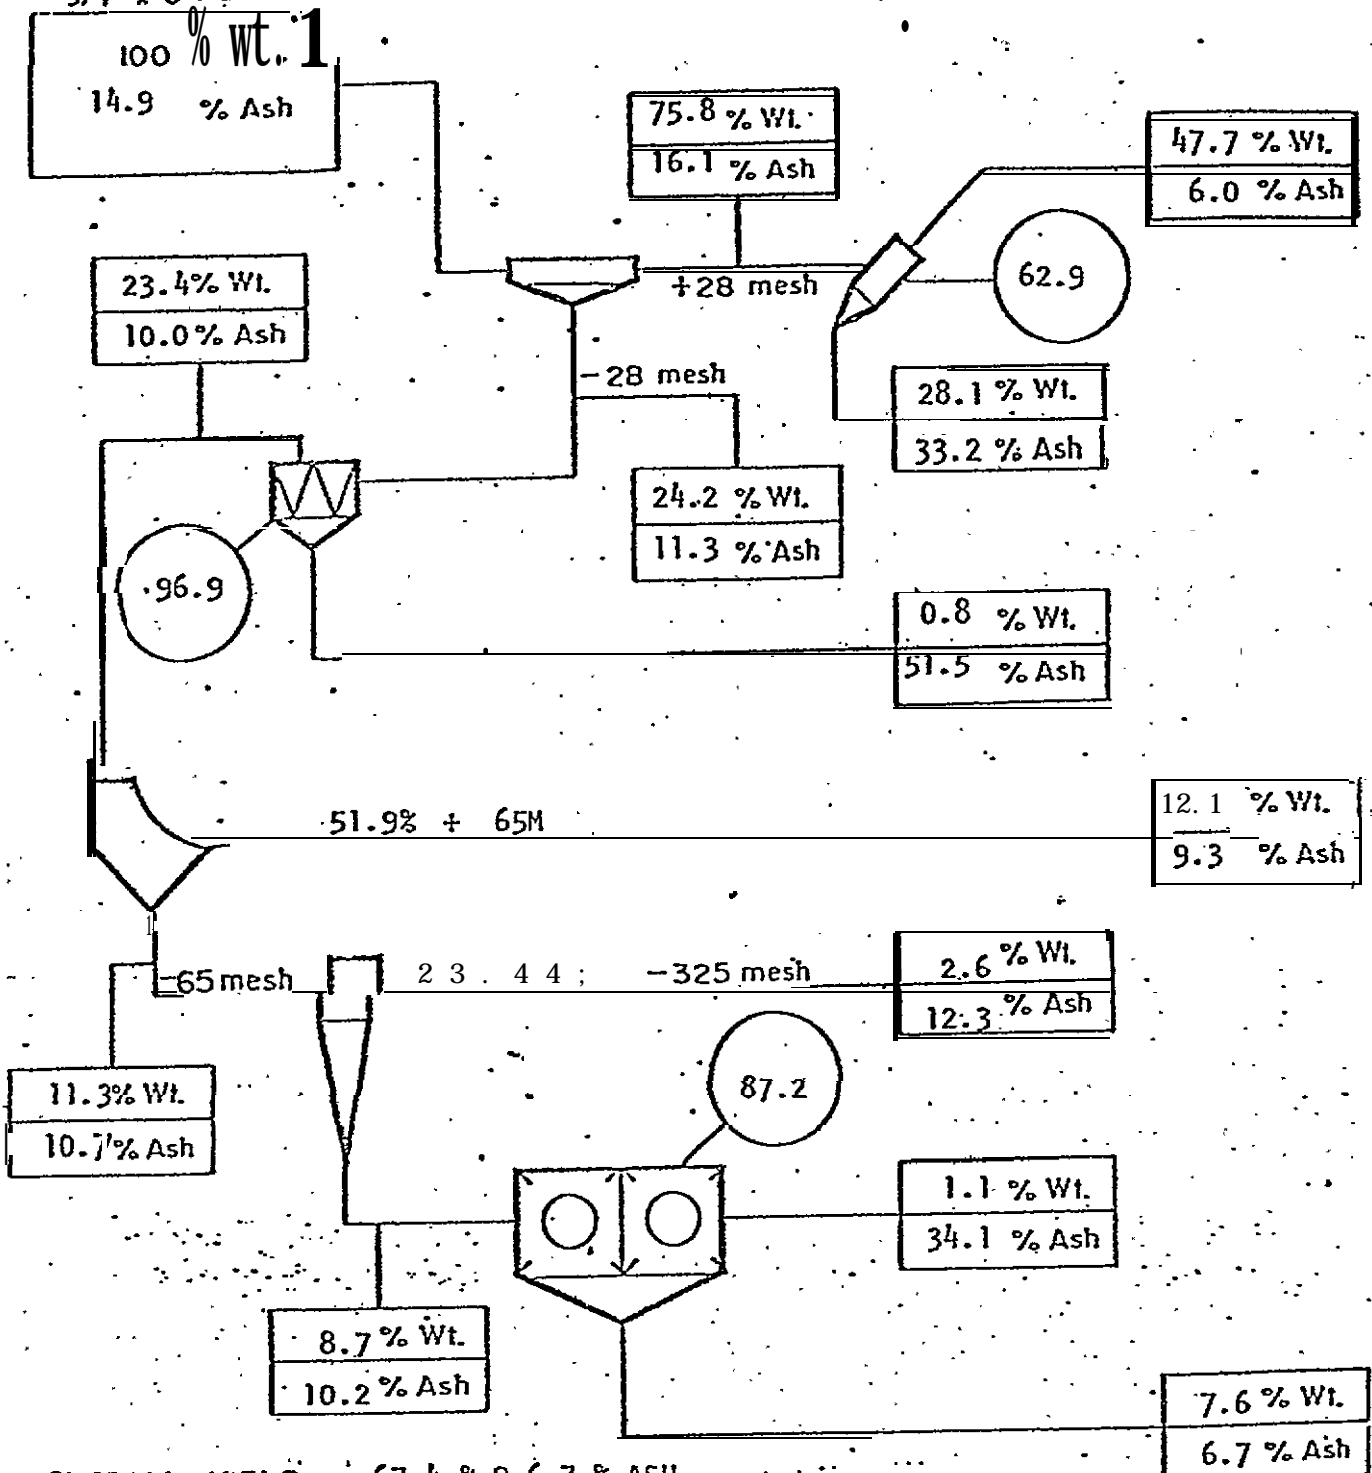 100 % wt. 1
14.9 % Ash
75.8 % Wt.
16.1 % Ash
47.7 % Wt.
6.0 % Ash
23.4% Wt.
10.0% Ash
+28 mesh
62.9
-28 mesh
28.1 % Wt.
33.2 % Ash
24.2 % Wt.
11.3 % Ash
96.9
0.8 % Wt.
51.5 % Ash
51.9% + 65M
12.1 % Wt.
9.3 % Ash
-65 mesh
23.44; -325 mesh
2.6 % Wt.
12.3 % Ash
87.2
11.3% Wt.
10.7% Ash
1.1 % Wt.
34.1 % Ash
8.7 % Wt.
10.2 % Ash
7.6 % Wt.
6.7 % Ash